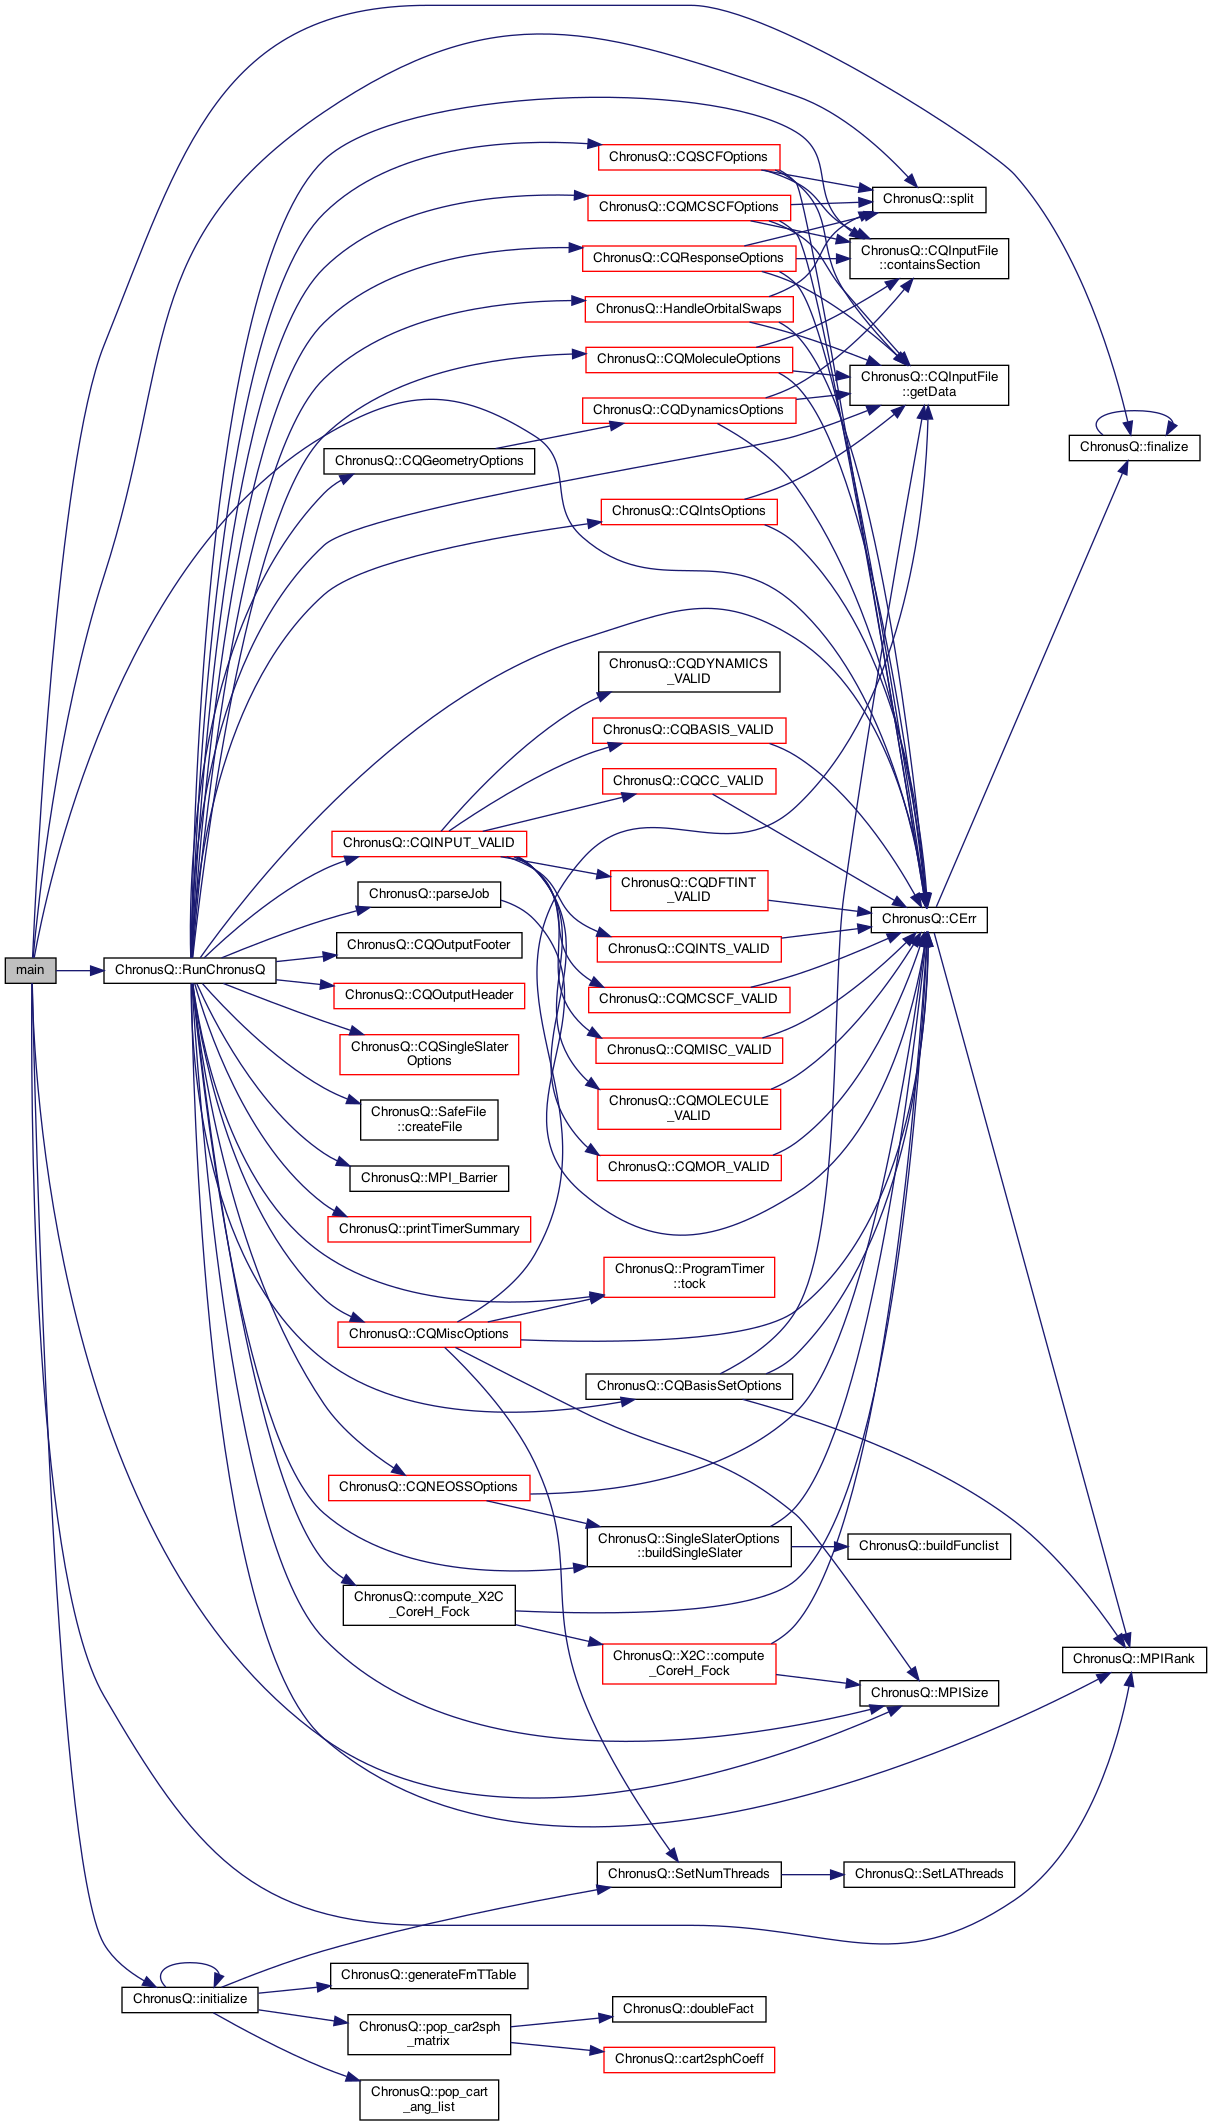 ChronusQ::CQSCFOptions
ChronusQ::split
ChronusQ::CQMCSCFOptions
ChronusQ::CQInputFile
::containsSection
ChronusQ::CQResponseOptions
ChronusQ::HandleOrbitalSwaps
ChronusQ::CQMoleculeOptions
ChronusQ::CQInputFile
::getData
ChronusQ::CQDynamicsOptions
ChronusQ::finalize
ChronusQ::CQGeometryOptions
ChronusQ::CQIntsOptions
ChronusQ::CQDYNAMICS
_VALID
ChronusQ::CQBASIS_VALID
ChronusQ::CQCC_VALID
ChronusQ::CQINPUT_VALID
ChronusQ::CQDFTINT
_VALID
ChronusQ::parseJob
ChronusQ::CErr
ChronusQ::CQOutputFooter
ChronusQ::CQINTS_VALID
main
ChronusQ::RunChronusQ
ChronusQ::CQOutputHeader
ChronusQ::CQMCSCF_VALID
ChronusQ::CQSingleSlater
Options
ChronusQ::CQMISC_VALID
ChronusQ::SafeFile
::createFile
ChronusQ::CQMOLECULE
_VALID
ChronusQ::MPI_Barrier
ChronusQ::CQMOR_VALID
ChronusQ::printTimerSummary
ChronusQ::ProgramTimer
::tock
ChronusQ::CQMiscOptions
ChronusQ::CQBasisSetOptions
ChronusQ::CQNEOSSOptions
ChronusQ::SingleSlaterOptions
::buildSingleSlater
ChronusQ::buildFunclist
ChronusQ::compute_X2C
_CoreH_Fock
ChronusQ::X2C::compute
_CoreH_Fock
ChronusQ::MPIRank
ChronusQ::MPISize
ChronusQ::SetNumThreads
ChronusQ::SetLAThreads
ChronusQ::initialize
ChronusQ::generateFmTTable
ChronusQ::pop_car2sph
_matrix
ChronusQ::doubleFact
ChronusQ::cart2sphCoeff
ChronusQ::pop_cart
_ang_list